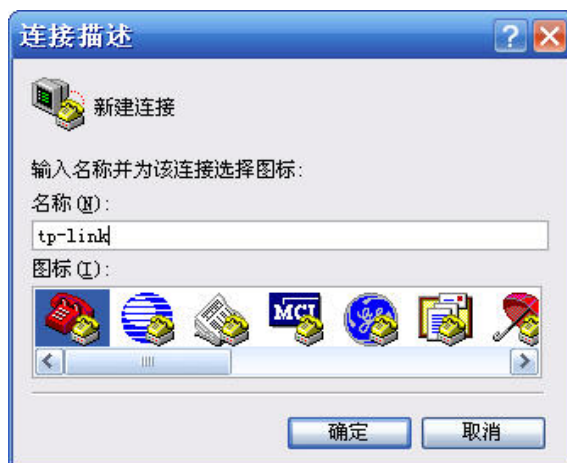 连接描述
新建连接
输入名称并为该连接选择图标:
名称(N):
tp-link
图标(I):
MCI
确定
取消